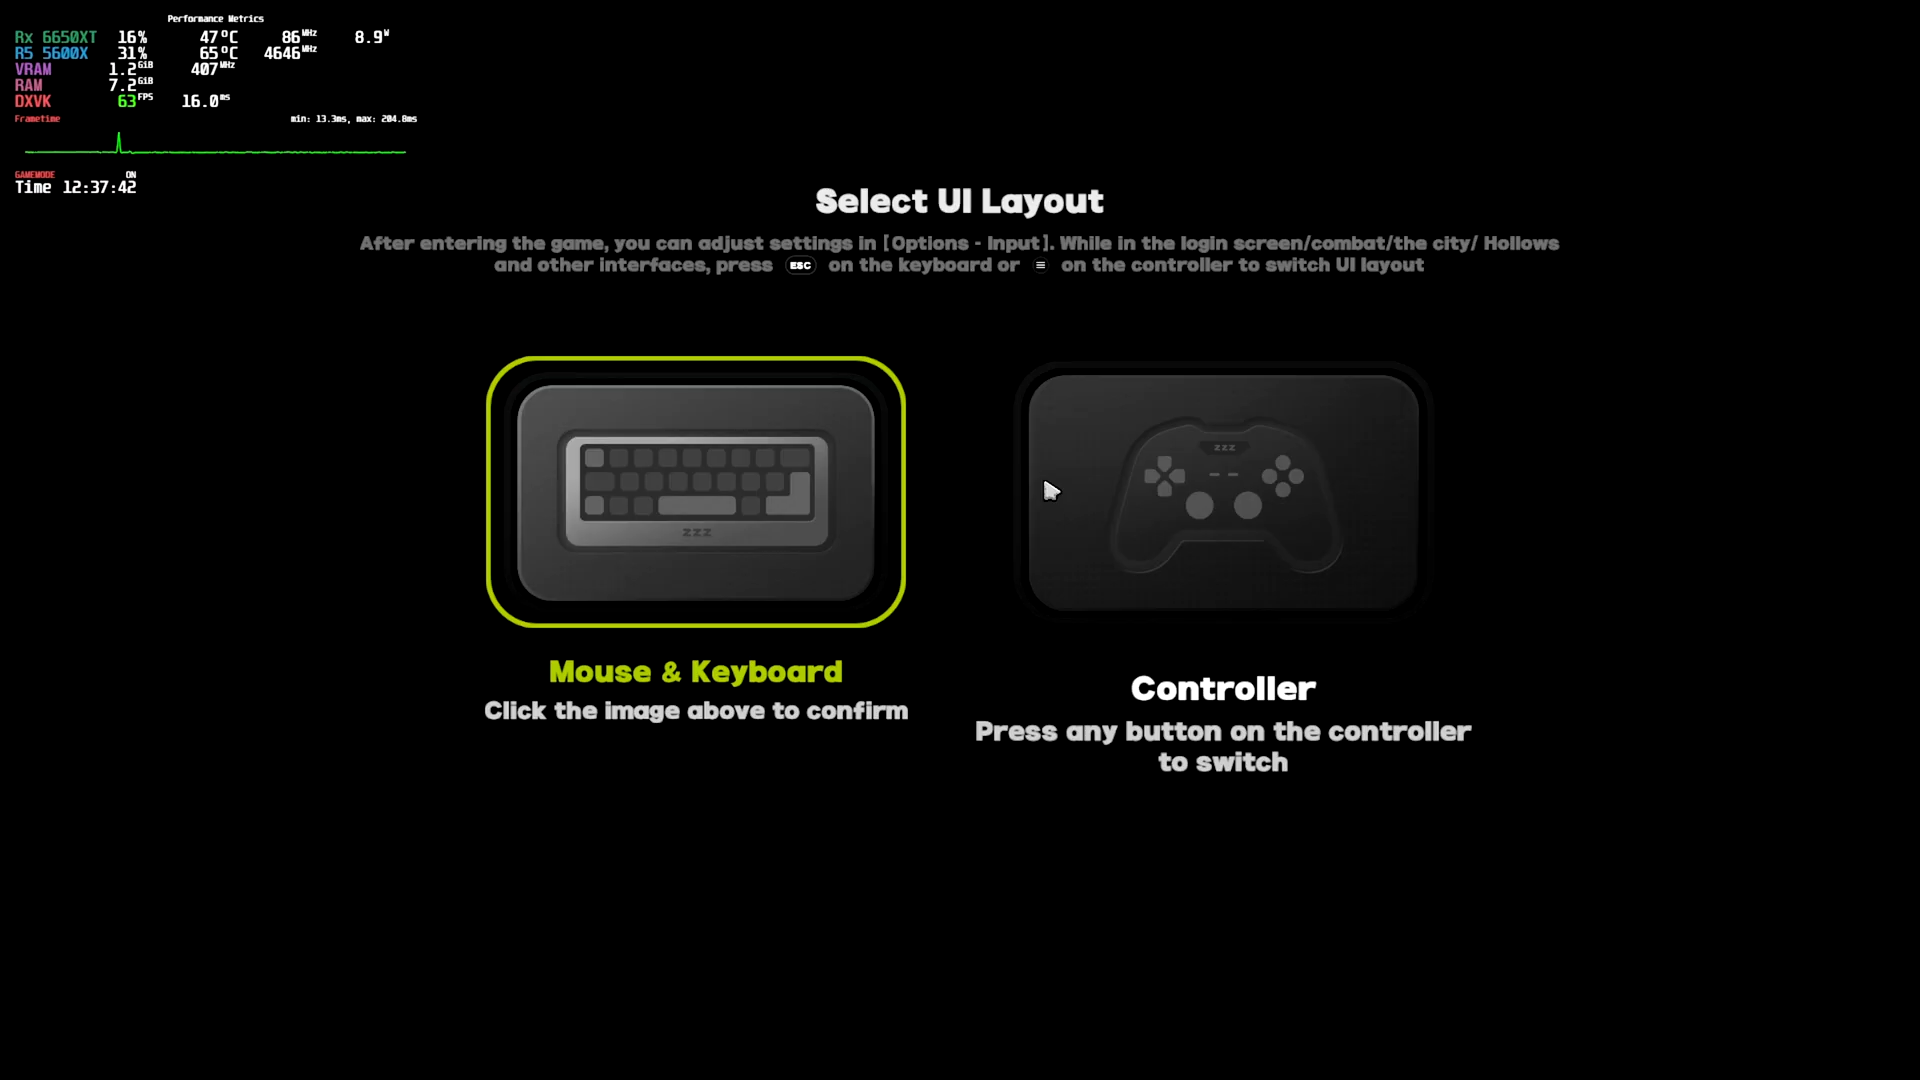 Performance Metrics
Rx 6650XT 16% 47°C 86MHz 8.9W
R5 5600X 31% 65°C 4646MHz
VRAM 1.2GiB 407MHz
RAM 7.2GiB
DXVK 63FPS 16.0ms
Frametime min: 13.3ms, max: 204.8ms
GAMEMODE ON
Time 12:37:42
Select UI Layout
After entering the game, you can adjust settings in [Options - Input]. While in the login screen/combat/the city/ Hollows
and other interfaces, press ESC on the keyboard or ≡ on the controller to switch UI layout
ZZZ
ZZZ
Mouse & Keyboard
Click the image above to confirm
Controller
Press any button on the controller
to switch